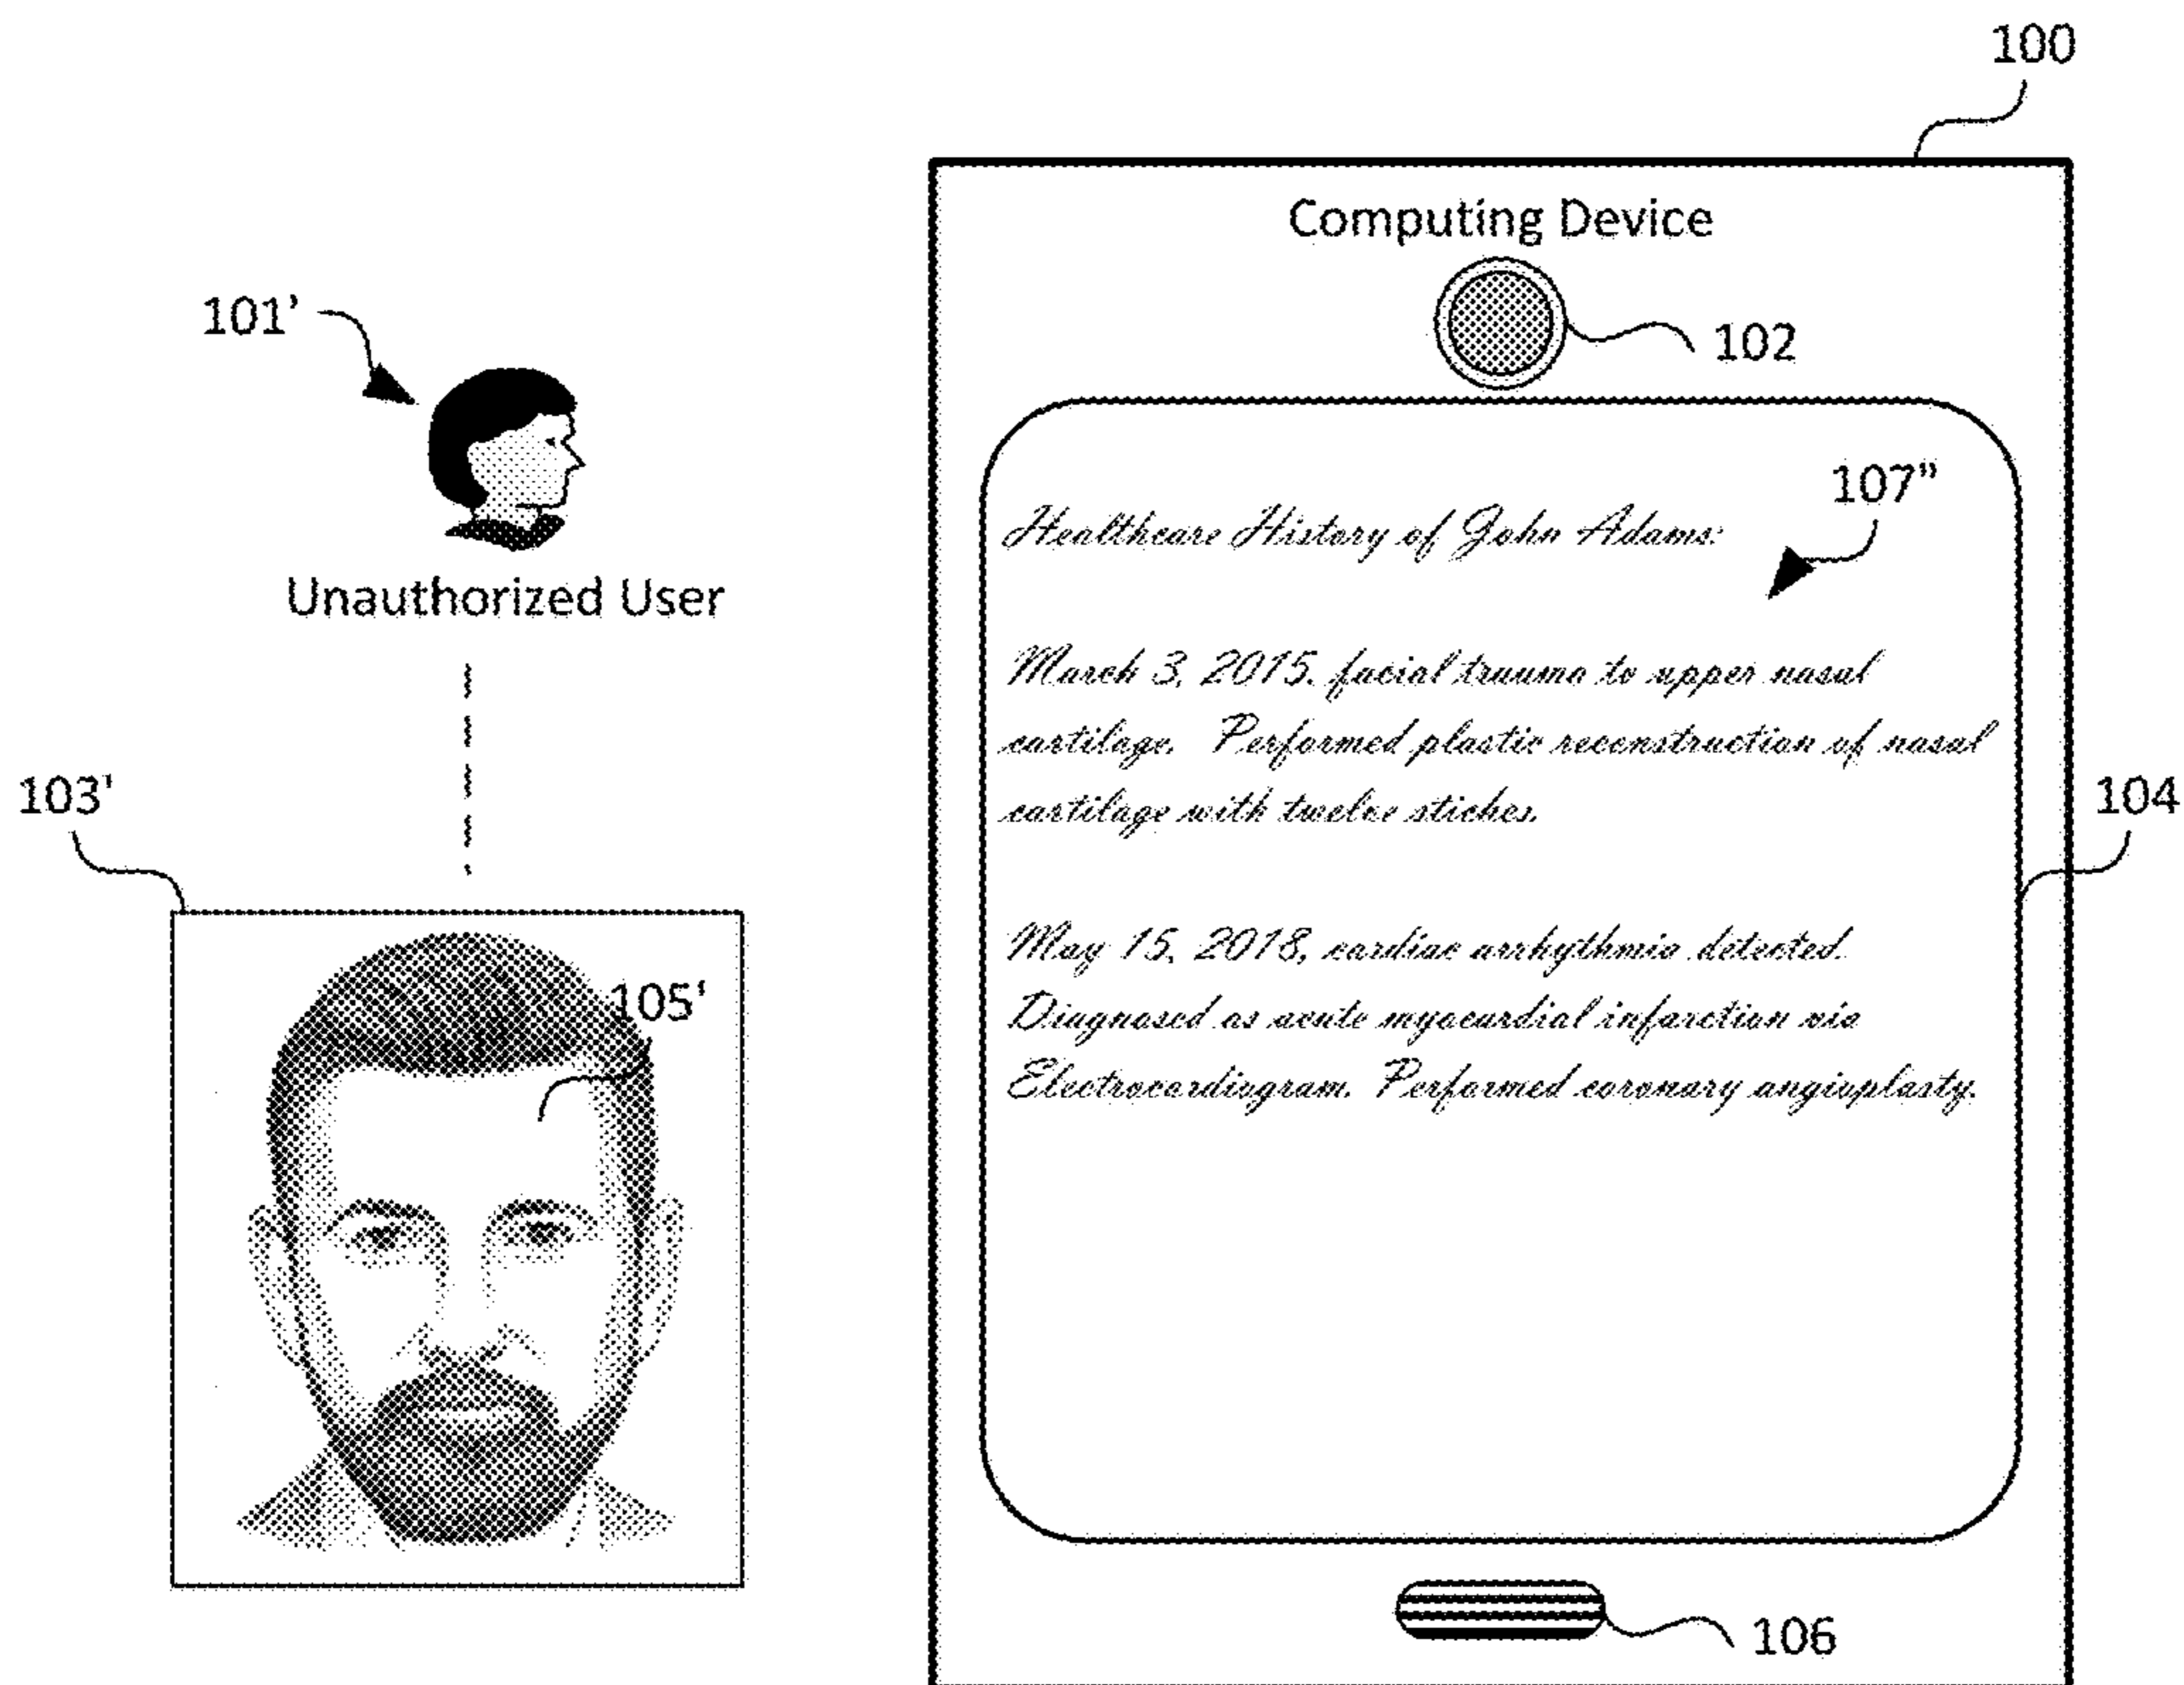 100
Computing Device
101'
102
107"
Healthcare History of John Adams:
Unauthorized User
March 3, 2015, facial trauma to upper nasal
cartilage. Performed plastic reconstruction of nasal
cartilage with twelve stiches.
103'
104
May 15, 2018, cardiac arrhythmia detected.
105'
Diagnosed as acute myocardial infarction via
Electrocardiogram. Performed coronary angioplasty.
106